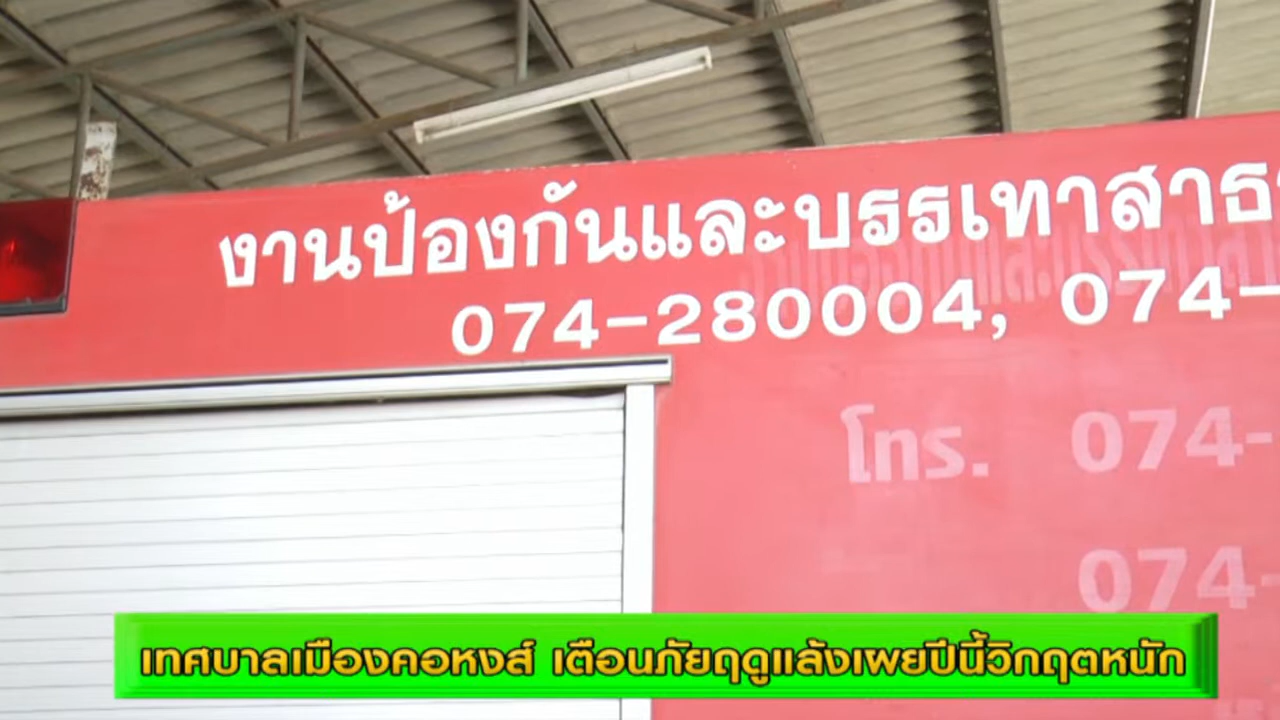 งานป้องกันและบรรเทาสาธ
074-280004, 074-
โทร. 074-
074-
เทศบาลเมืองคอหงส์ เตือนภัยฤดูแล้งเผยปีนี้วิกฤตหนัก